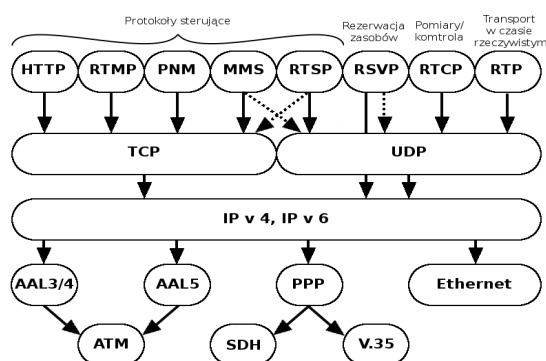 Protokoły sterujące
Rezerwacja
zasobów
Pomiary/
kontrola
Transport
w czasie
rzeczywistym
HTTP RTMP PNM MMS RTSP RSVP RTCP RTP
TCP UDP
IP v 4, IP v 6
AAL3/4 AAL5 PPP Ethernet
ATM SDH V.35